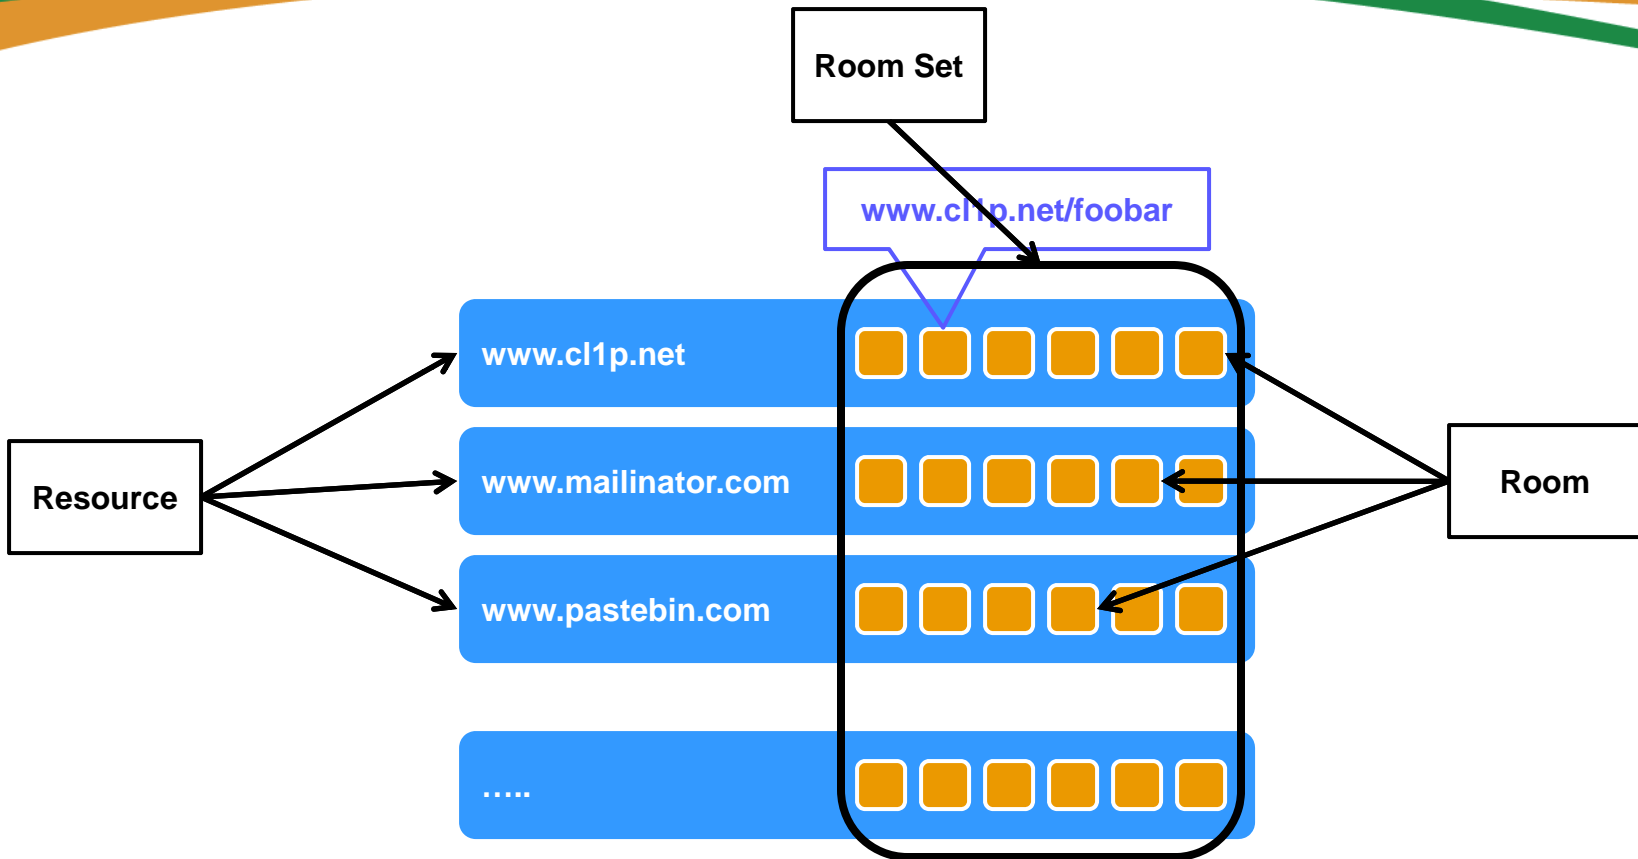 Room Set
www.cl1p.net/foobar
www.cl1p.net
www.mailinator.com
Resource
Room
www.pastebin.com
.....